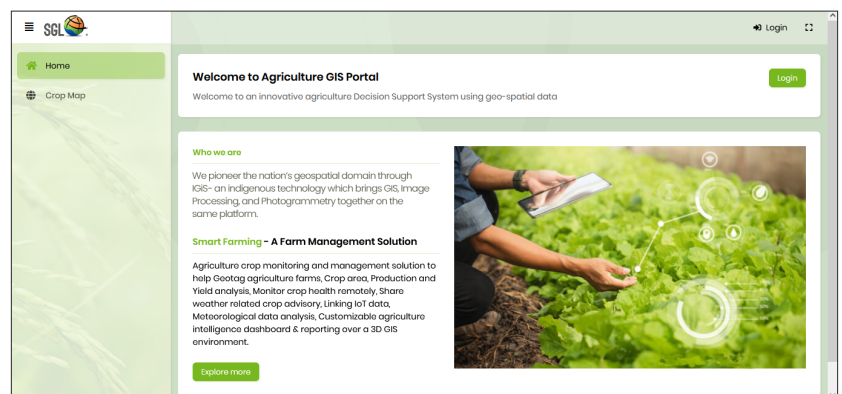 SGL
Login
Home
Crop Map
Welcome to Agriculture GIS Portal
Login
Welcome to an innovative agriculture Decision Support System using geo-spatial data
Who we are
We pioneer the nation's geospatial domain through
IGiS- an indigenous technology which brings GIS, Image
Processing, and Photogrammetry together on the
same platform.
Smart Farming - A Farm Management Solution
Agriculture crop monitoring and management solution to
help Geotag agriculture farms, Crop area, Production and
Yield analysis, Monitor crop health remotely, Share
weather related crop advisory, Linking IoT data,
Meteorological data analysis, Customizable agriculture
intelligence dashboard & reporting over a 3D GIS
environment.
Explore more